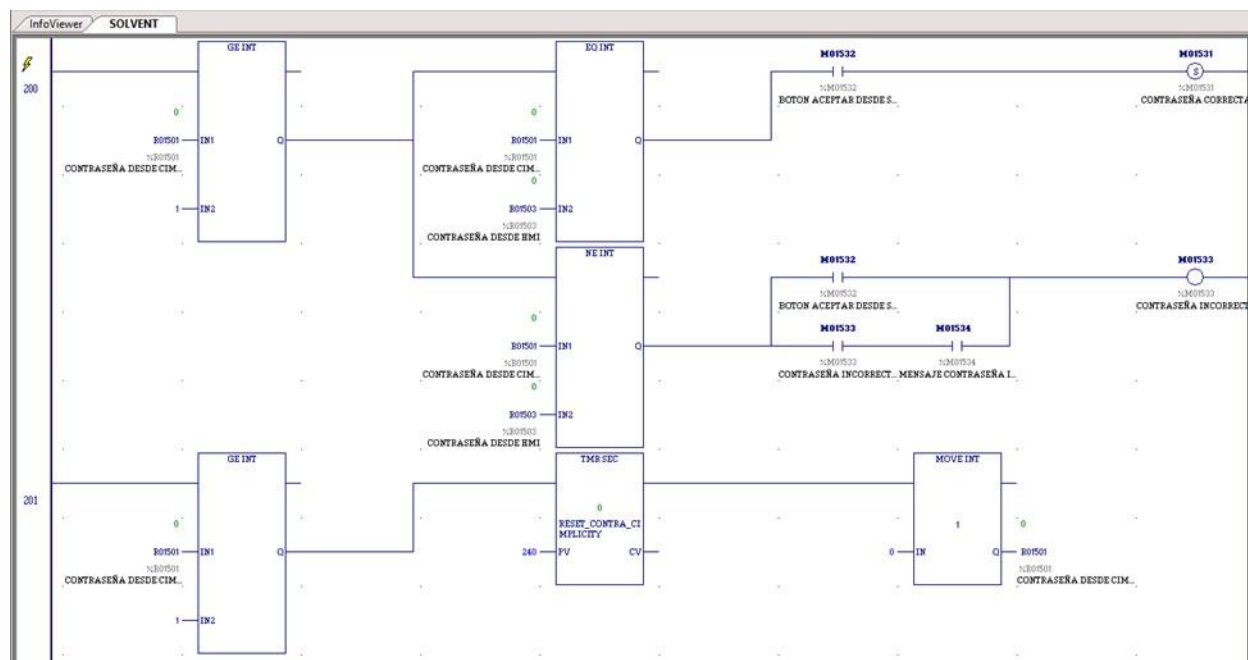 InfoViewer SOLVENT
GE INT EQ INT
M01532 M01531
S
200
%M01532 %M01531
BOTON ACEPTAR DESDE S... CONTRASEÑA CORRECTA
0 0
R01501 IN1 Q R01501 IN1 Q
%R01501 %R01501
CONTRASEÑA DESDE CIM... CONTRASEÑA DESDE CIM...
0
1 IN2 R01503 IN2
%R01503
CONTRASEÑA DESDE HMI
NE INT
M01532 M01533
%M01532 %M01533
BOTON ACEPTAR DESDE S... CONTRASEÑA INCORRECT
0
M01533 M01534
R01501 IN1 Q
%R01501 %M01533 %M01534
CONTRASEÑA DESDE CIM... CONTRASEÑA INCORRECT... MENSAJE CONTRASEÑA I...
0
R01503 IN2
%R01503
CONTRASEÑA DESDE HMI
GE INT TMR SEC MOVE INT
201
0
0 RESET_CONTRA_CI 1 0
MPLICITY
R01501 IN1 Q 240 PV CV 0 IN Q R01501
%R01501 %R01501
CONTRASEÑA DESDE CIM... CONTRASEÑA DESDE CIM...
1 IN2